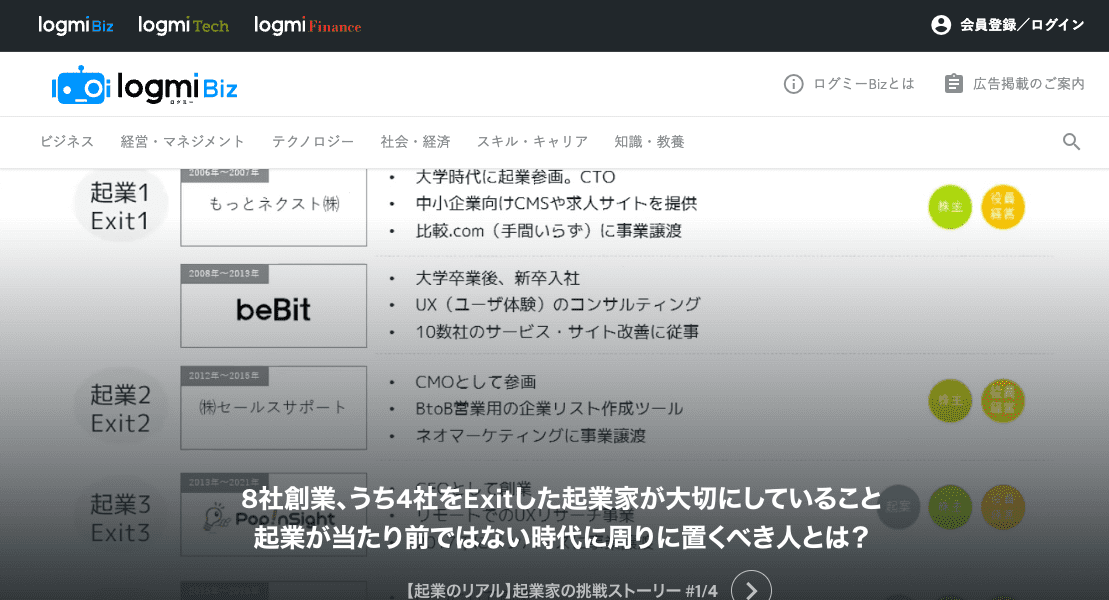 logmi Biz logmi Tech logmi Finance 会員登録／ログイン
logmi Biz ログミーBizとは 広告掲載のご案内
ログミー
ビジネス 経営・マネジメント テクノロジー 社会・経済 スキル・キャリア 知識・教養
起業1
Exit1
2006年〜2007年
もっとネクスト㈱
• 大学時代に起業参画。CTO
• 中小企業向けCMSや求人サイトを提供
• 比較.com（手間いらず）に事業譲渡
株主
役員
経営
2008年〜2013年
beBit
• 大学卒業後、新卒入社
• UX（ユーザ体験）のコンサルティング
• 10数社のサービス・サイト改善に従事
起業2
Exit2
2012年〜2015年
㈱セールスサポート
• CMOとして参画
• BtoB営業用の企業リスト作成ツール
• ネオマーケティングに事業譲渡
株主
役員
経営
起業3
Exit3
2013年〜2021年
Pop!nSight
• CEOとして創業
• リモートでのUXリサーチ事業
起案
株主
8社創業、うち4社をExitした起業家が大切にしていること
起業が当たり前ではない時代に周りに置くべき人とは？
【起業のリアル】起業家の挑戦ストーリー #1/4